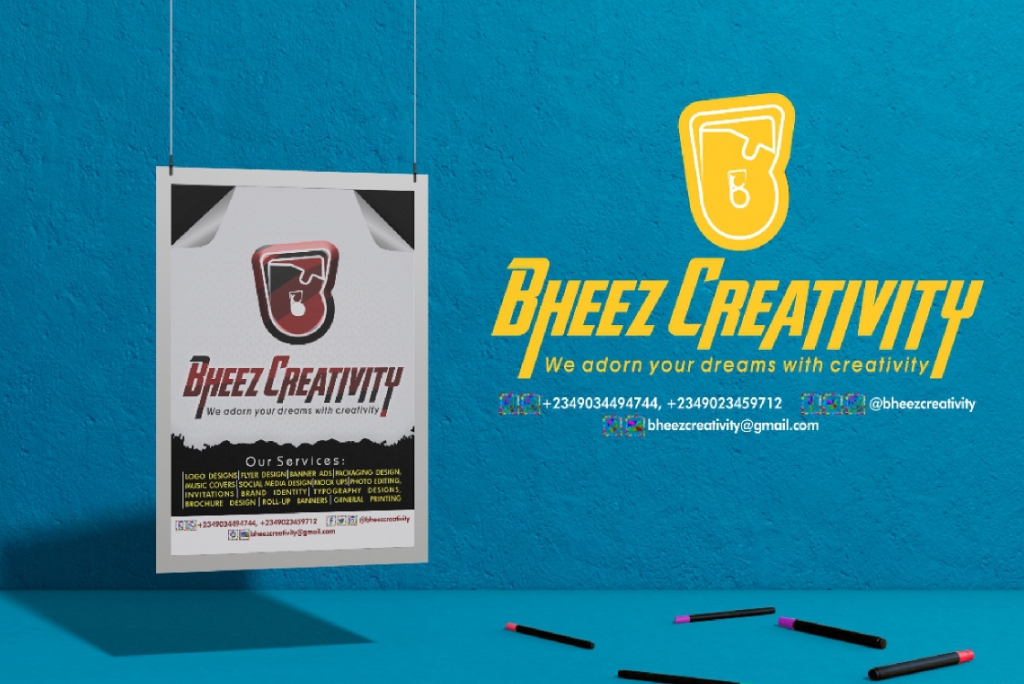 BHEEZ CREATIVITY
We adorn your dreams with creativity
Our Services:
LOGO DESIGNS|FLYER DESIGN|BANNER ADS|PACKAGING DESIGN,
MUSIC COVERS|SOCIAL MEDIA DESIGN|MOCK UPS|PHOTO EDITING,
INVITATIONS | BRAND IDENTITY | TYPOGRAPHY DESIGNS,
BROCHURE DESIGN | ROLL-UP BANNERS | GENERAL PRINTING
+2349034494744, +2349023459712 @bheezcreativity
bheezcreativity@gmail.com
BHEEZ CREATIVITY
We adorn your dreams with creativity
+2349034494744, +2349023459712 @bheezcreativity
bheezcreativity@gmail.com